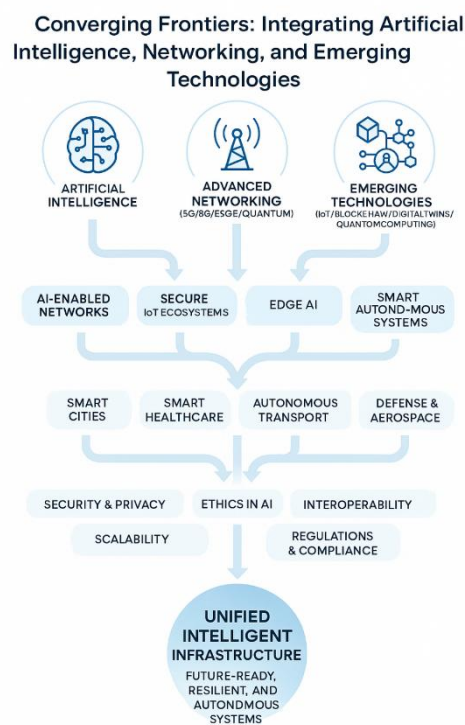 Converging Frontiers: Integrating Artificial
Intelligence, Networking, and Emerging
Technologies
ARTIFICIAL
INTELLIGENCE
ADVANCED
NETWORKING
(5G/8G/ESGE/QUANTUM)
EMERGING
TECHNOLOGIES
(IoT/BLOCKEHAW/DIGITALTWINS/
QUANTOMCOMPUTING)
AI-ENABLED
NETWORKS
SECURE
IoT ECOSYSTEMS
EDGE AI
SMART
AUTOND-MOUS
SYSTEMS
SMART
CITIES
SMART
HEALTHCARE
AUTONOMOUS
TRANSPORT
DEFENSE &
AEROSPACE
SECURITY & PRIVACY
ETHICS IN AI
INTEROPERABILITY
SCALABILITY
REGULATIONS
& COMPLIANCE
UNIFIED
INTELLIGENT
INFRASTRUCTURE
FUTURE-READY,
RESILIENT, AND
AUTONDMOUS
SYSTEMS